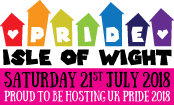 PRIDE
ISLE OF WIGHT
SATURDAY 21ST JULY 2018
PROUD TO BE HOSTING UK PRIDE 2018